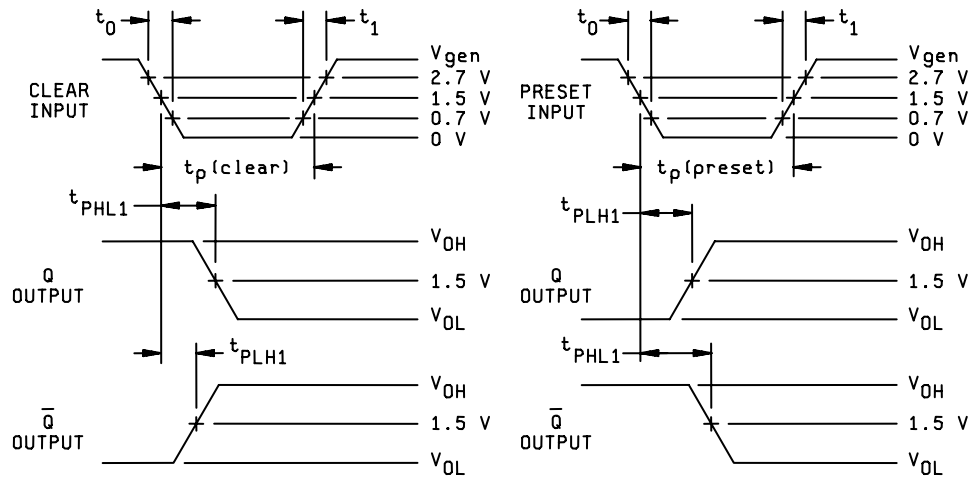 t0 t1
Vgen
2.7 V
1.5 V
0.7 V
0 V
CLEAR
INPUT
tp(clear)
tPHL1
VOH
1.5 V
VOL
Q
OUTPUT
tPLH1
VOH
1.5 V
VOL
Q̅
OUTPUT
t0 t1
Vgen
2.7 V
1.5 V
0.7 V
0 V
PRESET
INPUT
tp(preset)
tPLH1
VOH
1.5 V
VOL
Q
OUTPUT
tPHL1
VOH
1.5 V
VOL
Q̅
OUTPUT